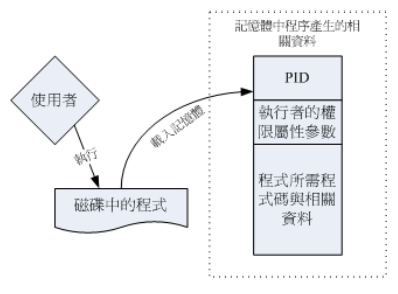 記憶體中程序產生的相
關資料
使用者
執行
磁碟中的程式
載入記憶體
PID
執行者的權
限屬性參數
程式所需程
式碼與相關
資料